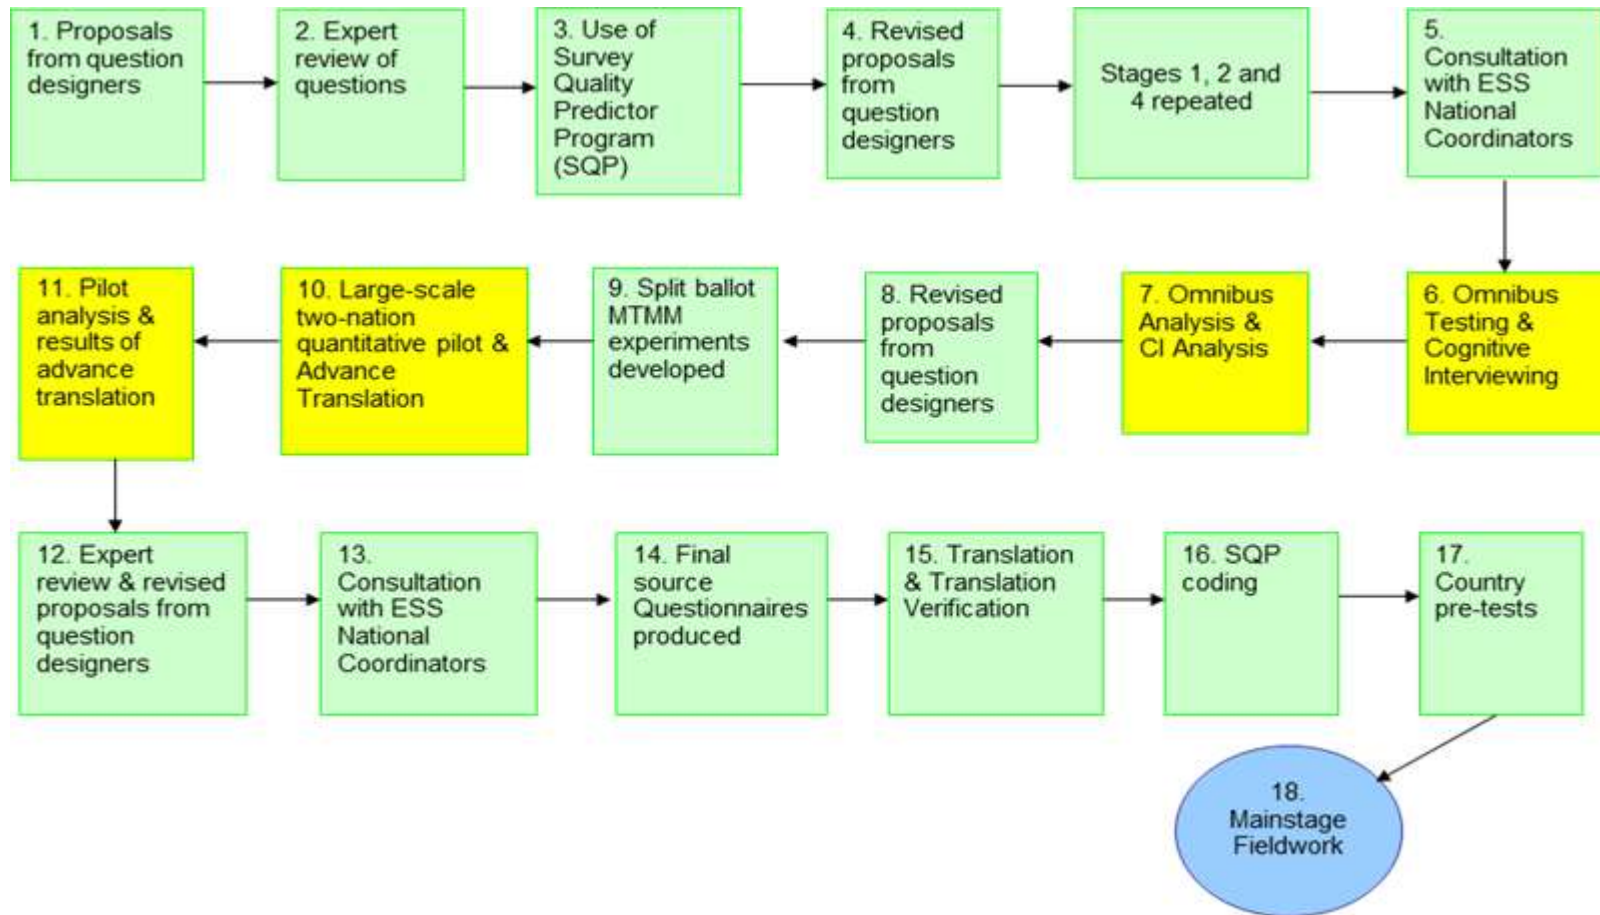 1. Proposals
from question
designers
2. Expert
review of
questions
3. Use of
Survey
Quality
Predictor
Program
(SQP)
4. Revised
proposals
from
question
designers
Stages 1, 2 and
4 repeated
5.
Consultation
with ESS
National
Coordinators
11. Pilot
analysis &
results of
advance
translation
10. Large-scale
two-nation
quantitative pilot &
Advance
Translation
9. Split ballot
MTMM
experiments
developed
8. Revised
proposals
from
question
designers
7. Omnibus
Analysis &
CI Analysis
6. Omnibus
Testing &
Cognitive
Interviewing
12. Expert
review & revised
proposals from
question
designers
13.
Consultation
with ESS
National
Coordinators
14. Final
source
Questionnaires
produced
15. Translation
& Translation
Verification
16. SQP
coding
17.
Country
pre-tests
18.
Mainstage
Fieldwork